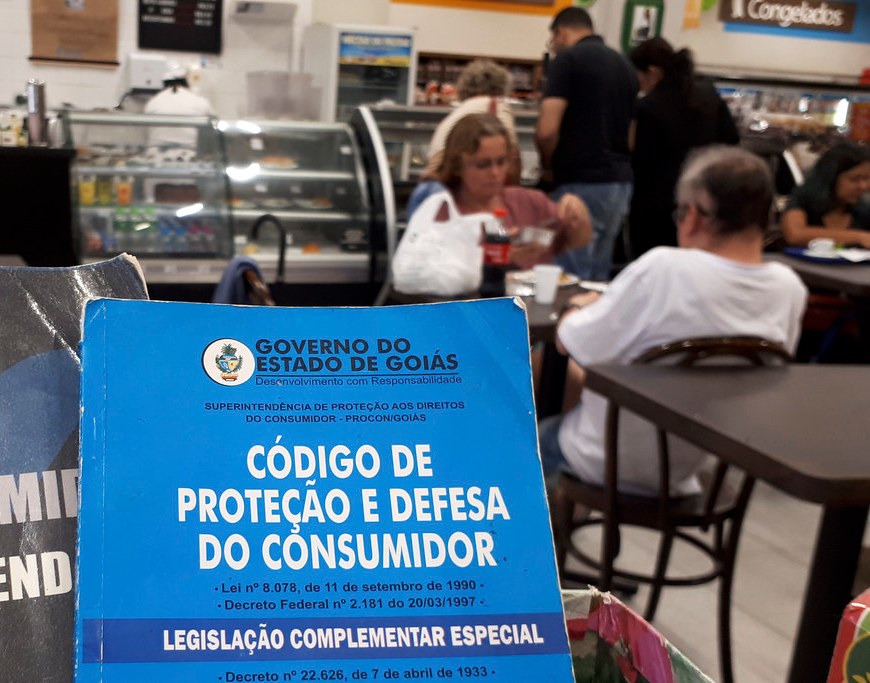 Congelados
GOVERNO DO
ESTADO DE GOIÁS
Desenvolvimento com Responsabilidade
SUPERINTENDÊNCIA DE PROTEÇÃO AOS DIREITOS
DO CONSUMIDOR - PROCON/GOIÁS
CÓDIGO DE
PROTEÇÃO E DEFESA
DO CONSUMIDOR
• Lei nº 8.078, de 11 de setembro de 1990 •
• Decreto Federal nº 2.181 do 20/03/1997 •
LEGISLAÇÃO COMPLEMENTAR ESPECIAL
• Decreto nº 22.626, de 7 de abril de 1933 •
MID
END